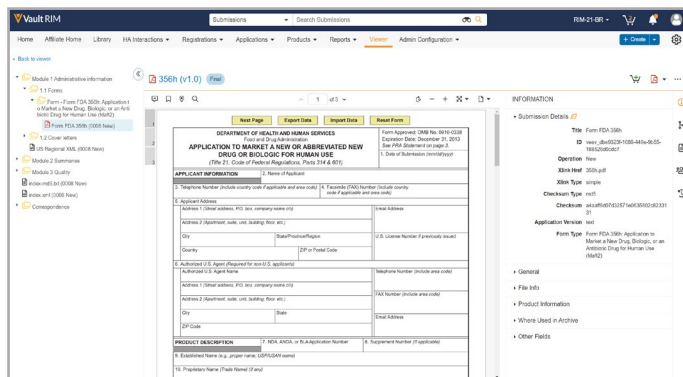 Vault RIM
Submissions
Search Submissions
RIM-21-BR
Home
Affiliate Home
Library
HA Interactions
Registrations
Applications
Products
Reports
Viewer
Admin Configuration
+ Create
Back to viewer
Module 1 Administrative information
1.1 Forms
Form - Form FDA 356h: Application t
o Market a New Drug, Biologic, or an Anti
biotic Drug for Human Use (Maft2)
Form FDA 356h (0008 New)
1.2 Cover letters
US Regional XML (0008 New)
Module 2 Summaries
Module 3 Quality
index-md5.txt (0008 New)
index.xml (0008 New)
Correspondence
356h (v1.0)
Final
1 of 3
Next Page
Export Data
Import Data
Reset Form
1
2
3
DEPARTMENT OF HEALTH AND HUMAN SERVICES
Food and Drug Administration
APPLICATION TO MARKET A NEW OR ABBREVIATED NEW
DRUG OR BIOLOGIC FOR HUMAN USE
(Title 21, Code of Federal Regulations, Parts 314 & 601)
Form Approved: OMB No. 0910-0338
Expiration Date: December 31, 2013
See PRA Statement on page 3.
1. Date of Submission (mm/dd/yyyy)
APPLICANT INFORMATION
2. Name of Applicant
3. Telephone Number (Include country code if applicable and area code)
4. Facsimile (FAX) Number (Include country
code if applicable and area code)
5. Applicant Address
Address 1 (Street address, P.O. box, company name c/o)
Email Address
Address 2 (Apartment, suite, unit, building, floor, etc.)
City
State/Province/Region
U.S. License Number if previously issued
Country
ZIP or Postal Code
6. Authorized U.S. Agent (Required for non-U.S. applicants)
Authorized U.S. Agent Name
Telephone Number (Include area code)
Address 1 (Street address, P.O. box, company name c/o)
FAX Number (Include area code)
Address 2 (Apartment, suite, unit, building, floor, etc.)
City
State
Email Address
ZIP Code
PRODUCT DESCRIPTION
7. NDA, ANDA, or BLA Application Number
8. Supplement Number (If applicable)
9. Established Name (e.g., proper name, USP/USAN name)
10. Proprietary Name (Trade Name) (If any)
INFORMATION
Submission Details
Title Form FDA 356h
ID
Operation New
Xlink Href 356h.pdf
Xlink Type simple
Checksum Type md5
Checksum
Application Version text
Form Type Form FDA 356h: Application to
Market a New Drug, Biologic, or an
Antibiotic Drug for Human Use
(Maft2)
General
File Info
Product Information
Where Used in Archive
Other Fields